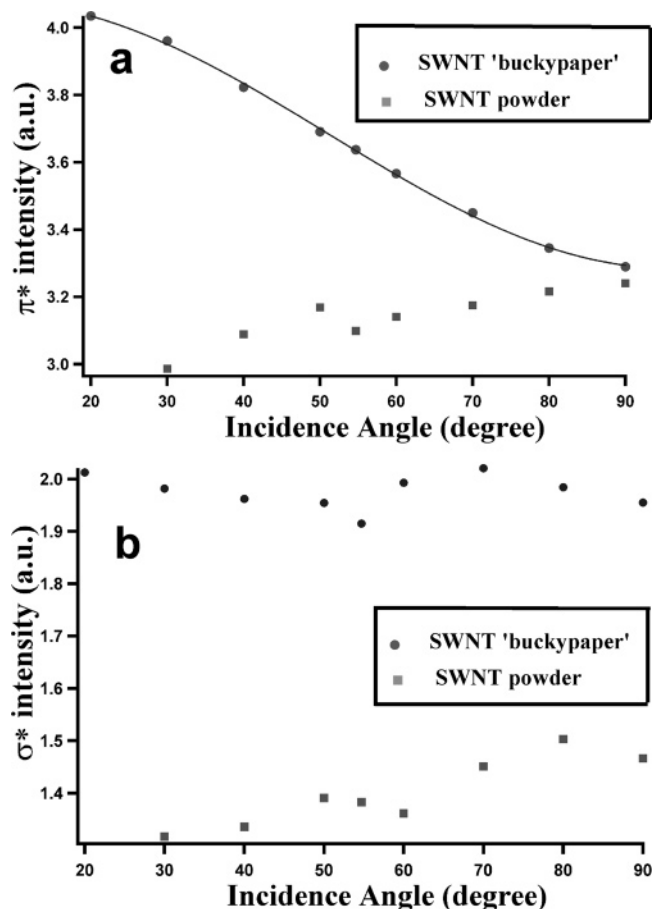 a
SWNT 'buckypaper'
SWNT powder
π* intensity (a.u.)
4.0
3.8
3.6
3.4
3.2
3.0
20 30 40 50 60 70 80 90
Incidence Angle (degree)
b
SWNT 'buckypaper'
SWNT powder
σ* intensity (a.u.)
2.0
1.9
1.8
1.7
1.6
1.5
1.4
20 30 40 50 60 70 80 90
Incidence Angle (degree)